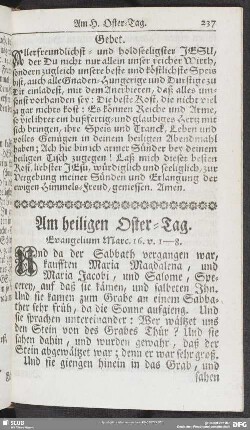 Am H. Oster-Tag. 237
Gebet.
Allerfreundlichst- und holdseeligster JESU,
der Du nicht nur allein unser reicher Wirth,
sondern zugleich unsere beste und köstlichste Speis
bist, auch alle Gnaden-Hungerige und Durstige zu
Dir einladest, mit dem Anerbieten, daß alles um-
sonst vorhanden sey: Die beste Kost, die nicht viel
ja gar nichts kost: Es können Reiche und Arme,
wo ihrer ein bußfertig- und glaubiges Hertz mit
sich bringen, ihre Speis und Tranck, Leben und
volles Genügen in deinem heiligen Abendmahl
haben; Ach hie bin ich armer Sünder bey deinem
heiligen Tisch zugegen! Laß mich dieser besten
Kost, liebster JEsu, würdiglich und seeliglich, zur
Vergebung meiner Sünden und Erlangung der
ewigen Himmels-Freud, geniessen. Amen.
Am heiligen Oster-Tag.
Evangelium Marc. 16. v. 1-8.
Und da der Sabbath vergangen war,
kaufften Maria Magdalena, und
Maria Jacobi, und Salome, Spe-
cerey, auf daß sie kämen, und salbeten Ihn.
Und sie kamen zum Grabe an einem Sabba-
ther sehr früh, da die Sonne aufgieng. Und
sie sprachen untereinander: Wer wältzet uns
den Stein von des Grabes Thür? Und sie
sahen dahin, und wurden gewahr, daß der
Stein abgewältzet war; denn er war sehr groß.
Und sie giengen hinein in das Grab, und
sahen
SLUB
DFG